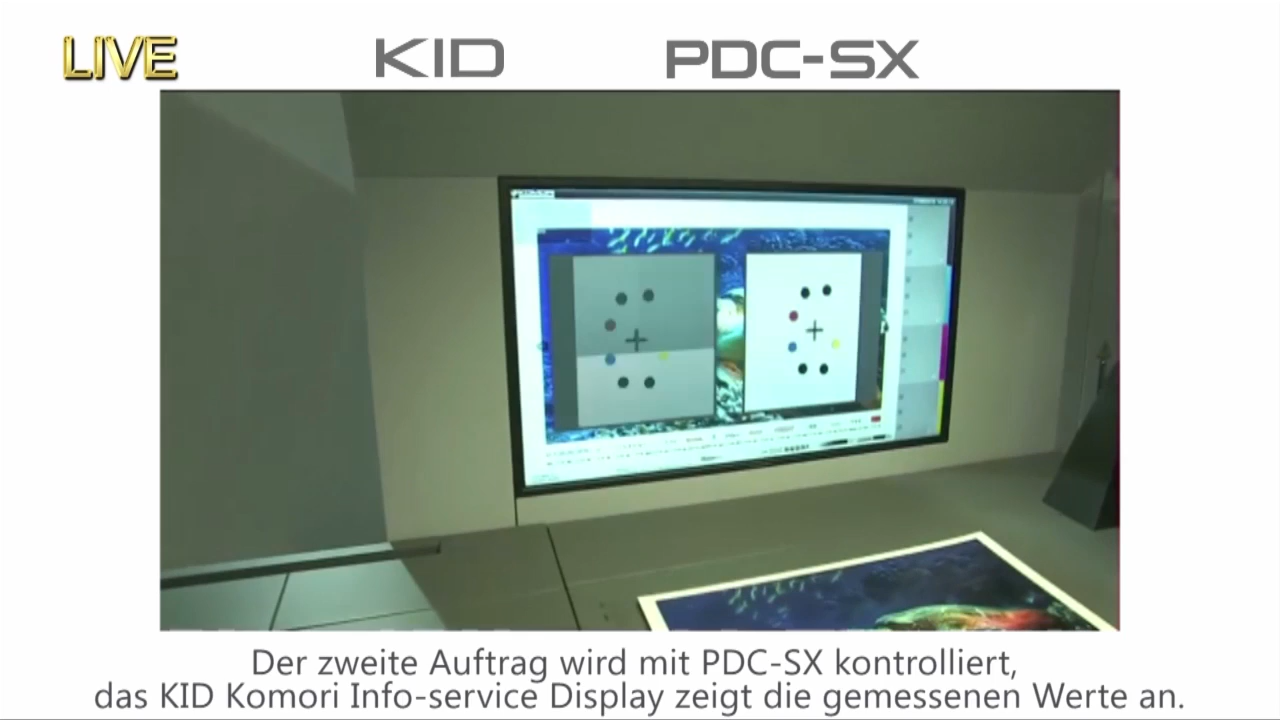 LIVE KID PDC-SX
Der zweite Auftrag wird mit PDC-SX kontrolliert,
das KID Komori Info-service Display zeigt die gemessenen Werte an.